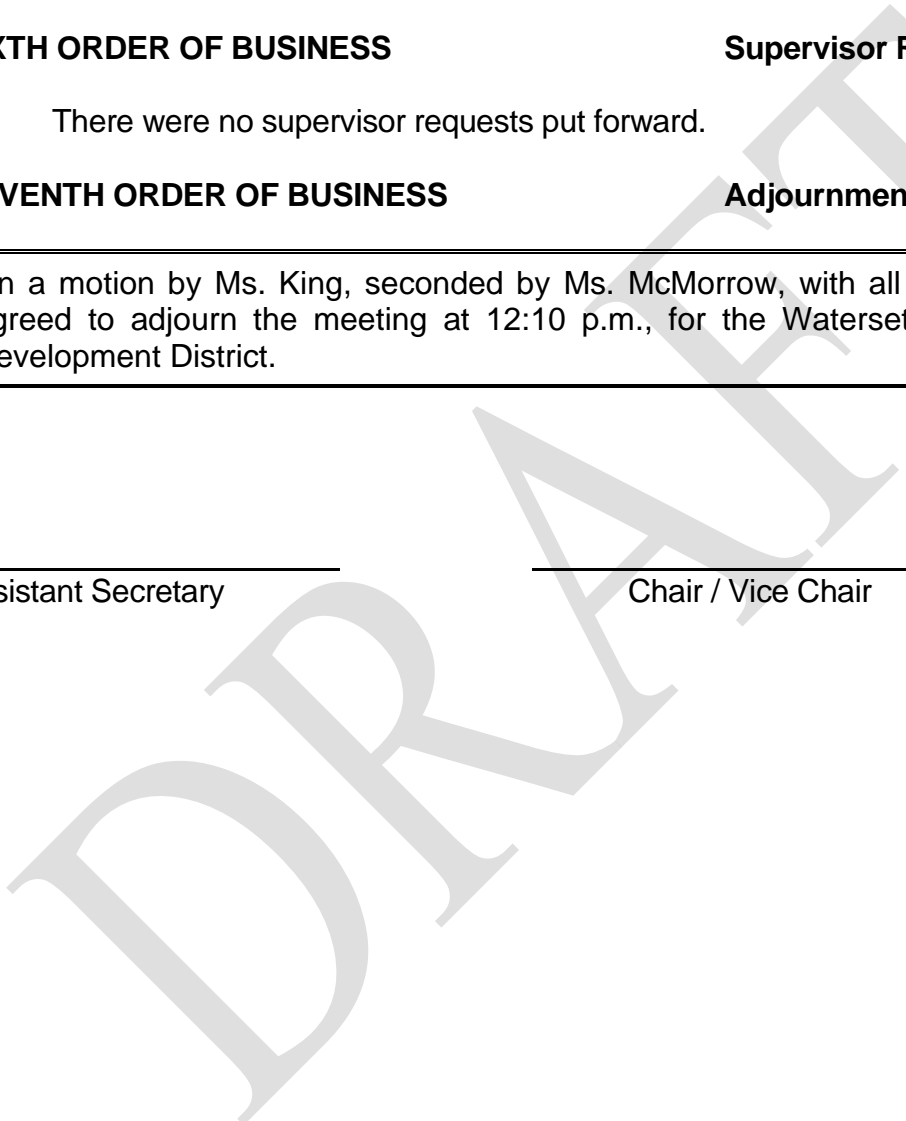 XTH ORDER OF BUSINESS Supervisor
There were no supervisor requests put forward.
VENTH ORDER OF BUSINESS Adjournmen
n a motion by Ms. King, seconded by Ms. McMorrow, with all
greed to adjourn the meeting at 12:10 p.m., for the Waterset
evelopment District.
sistant Secretary Chair / Vice Chair
DRAFT